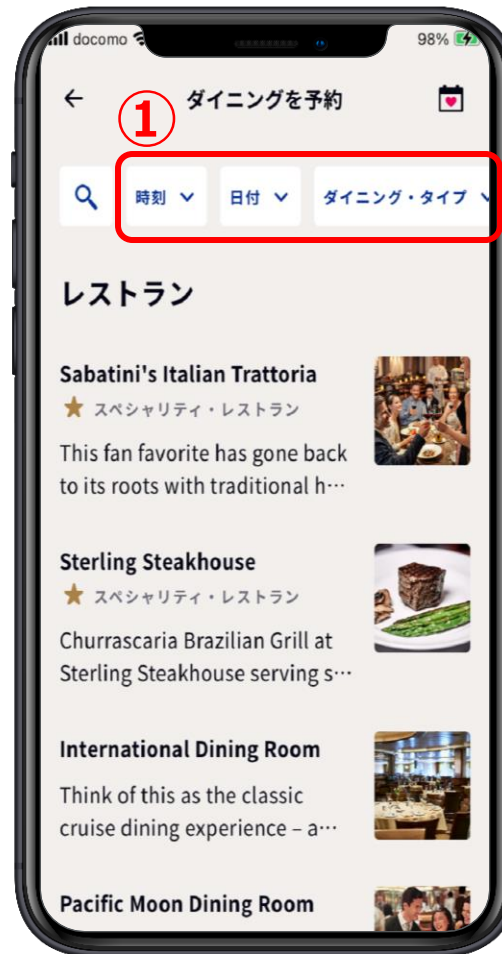 docomo 98%
ダイニングを予約
①
時刻 日付 ダイニング・タイプ
レストラン
Sabatini's Italian Trattoria
スペシャリティ・レストラン
This fan favorite has gone back
to its roots with traditional h…
Sterling Steakhouse
スペシャリティ・レストラン
Churrascaria Brazilian Grill at
Sterling Steakhouse serving s…
International Dining Room
Think of this as the classic
cruise dining experience – a…
Pacific Moon Dining Room